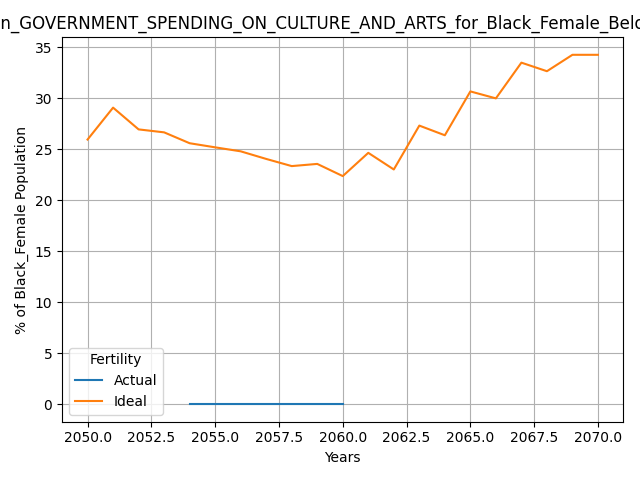 n_GOVERNMENT_SPENDING_ON_CULTURE_AND_ARTS_for_Black_Female_Belo
35
30
25
20
15
10
5
0
% of Black_Female Population
Fertility
Actual
Ideal
2050.0 2052.5 2055.0 2057.5 2060.0 2062.5 2065.0 2067.5 2070.0
Years